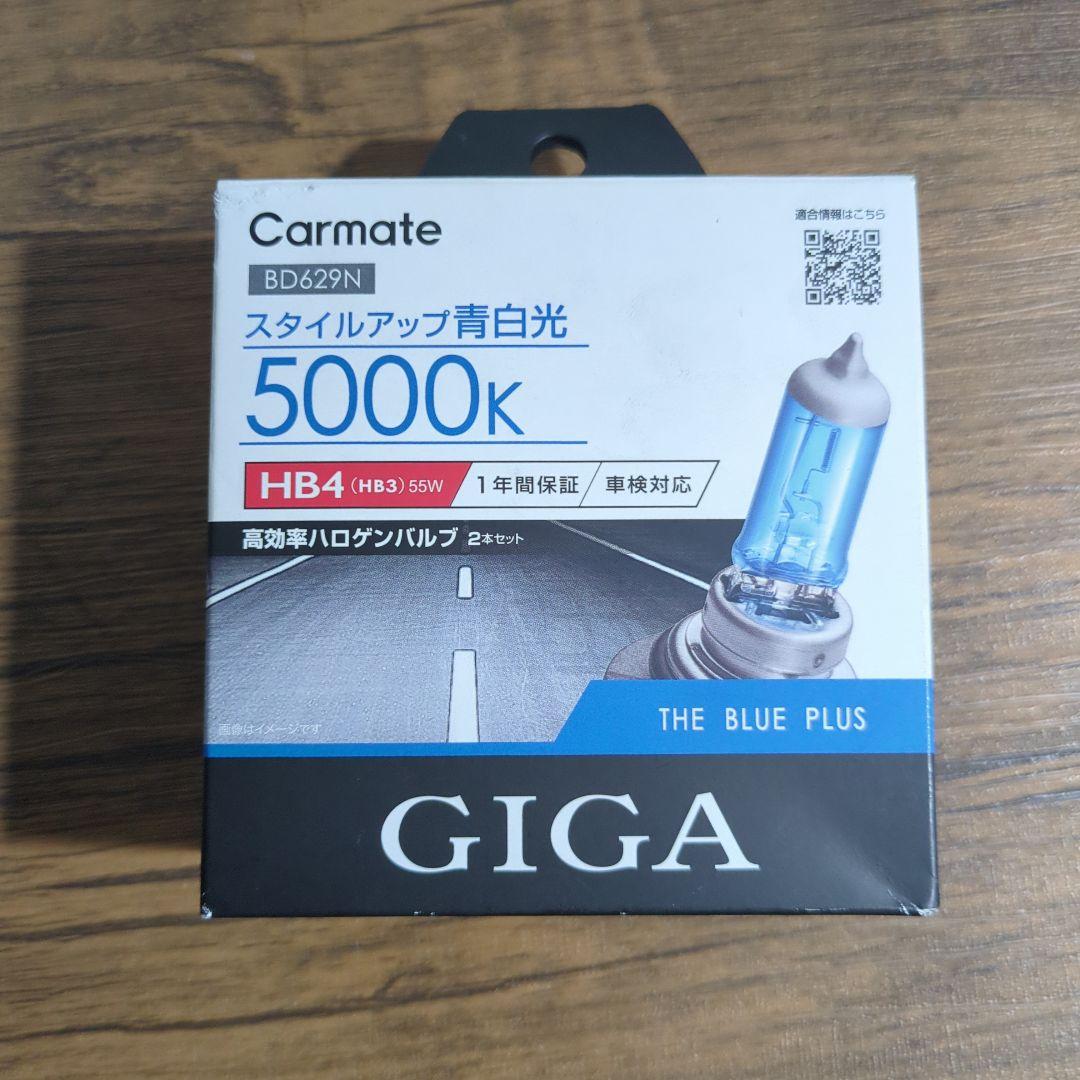 Carmate
適合情報はこちら
BD629N
スタイルアップ青白光
5000K
HB4 (HB3) 55W 1年間保証 車検対応
高効率ハロゲンバルブ 2本セット
画像はイメージです
THE BLUE PLUS
GIGA